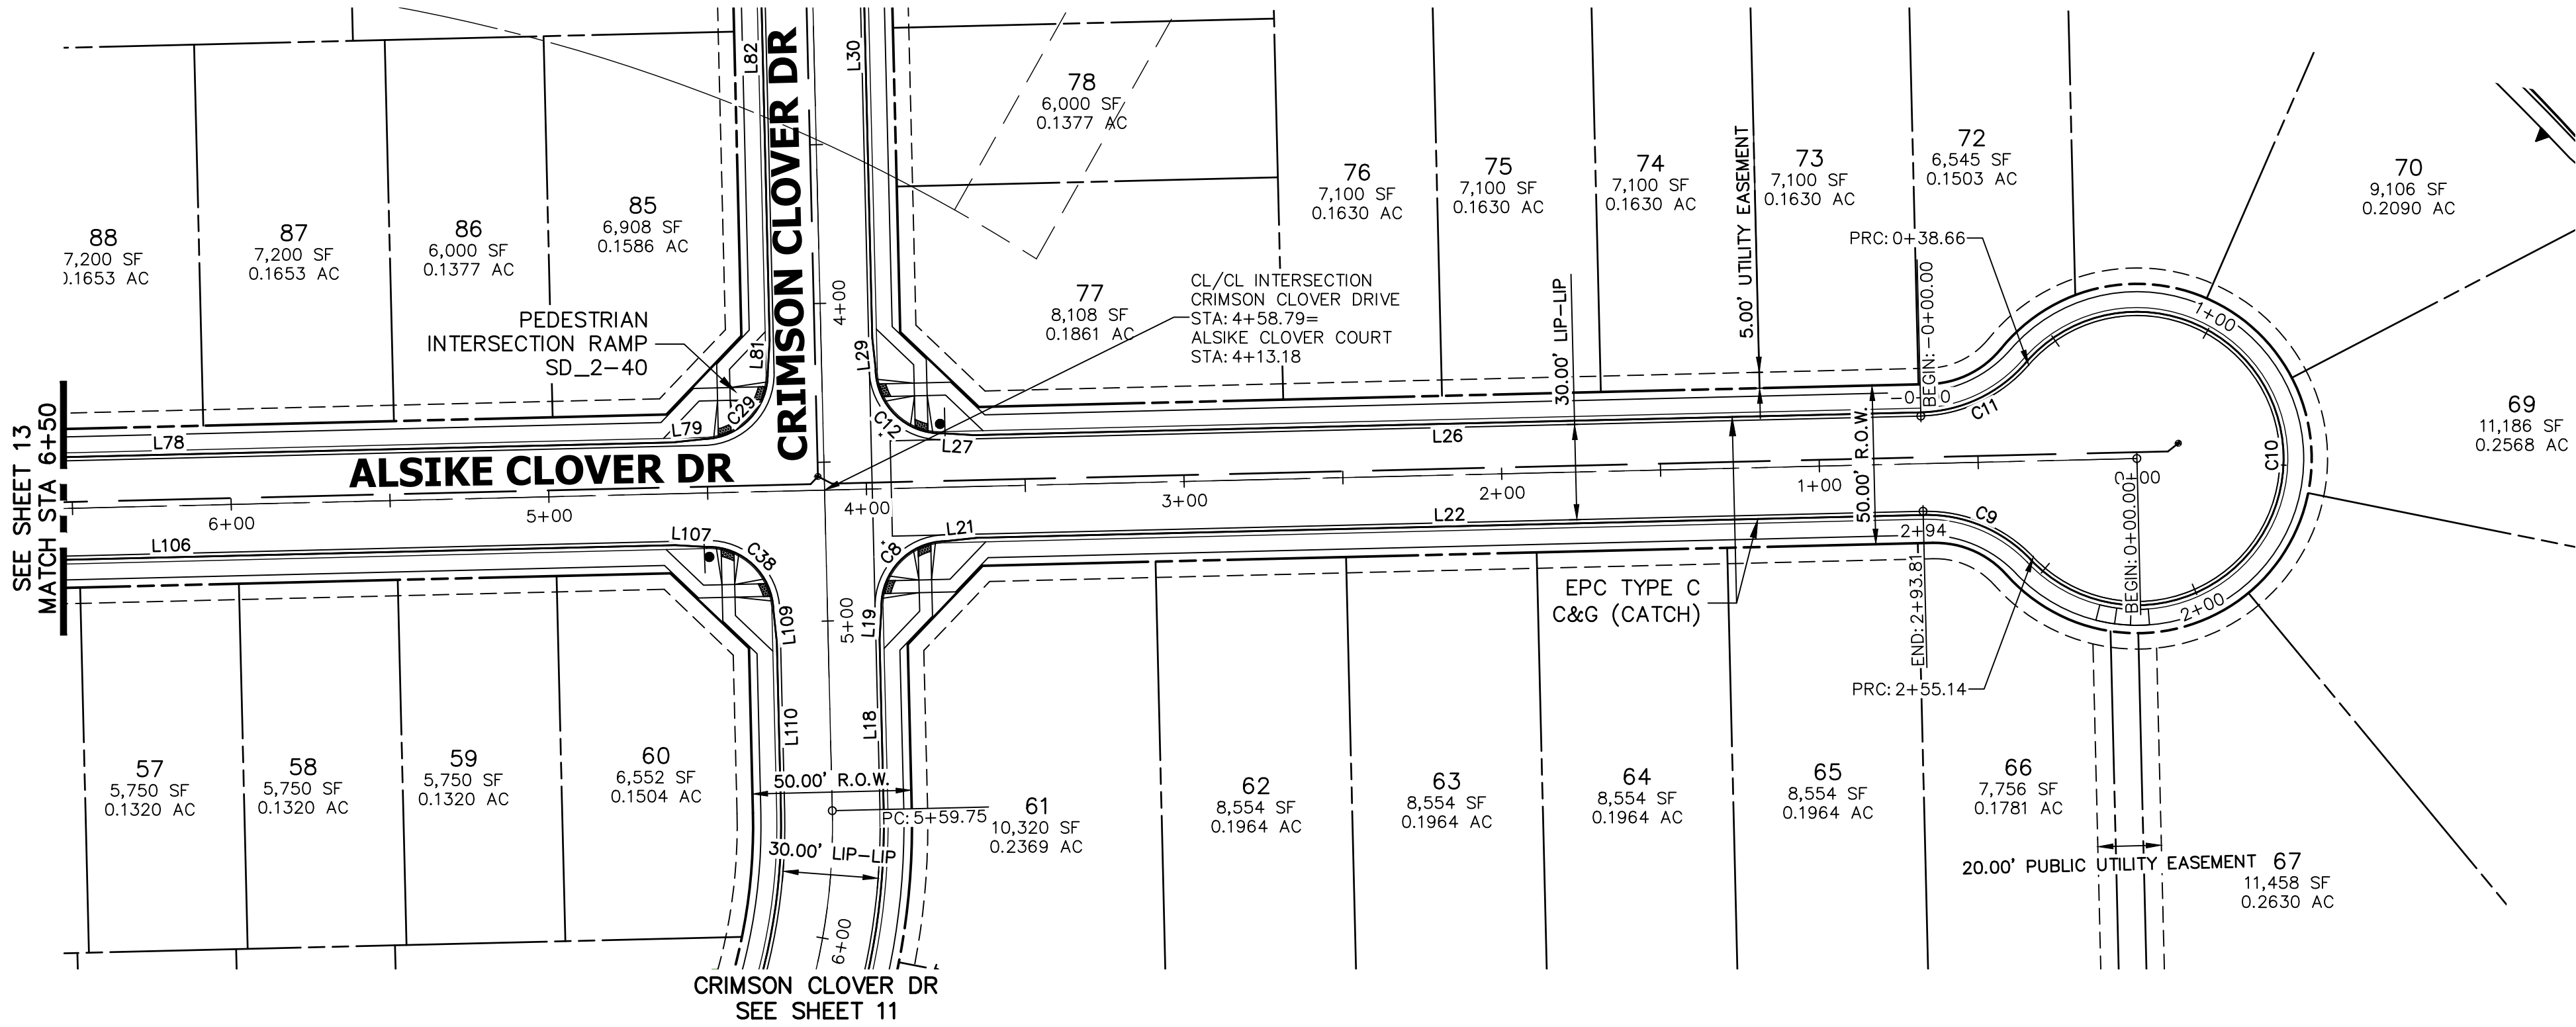 L82
CRIMSON CLOVER DR
L30
78
6,000 SF
0.1377 AC
76
7,100 SF
0.1630 AC
75
7,100 SF
0.1630 AC
74
7,100 SF
0.1630 AC
5.00' UTILITY EASEMENT
73
7,100 SF
0.1630 AC
72
6,545 SF
0.1503 AC
70
9,106 SF
0.2090 AC
88
7,200 SF
0.1653 AC
87
7,200 SF
0.1653 AC
86
6,000 SF
0.1377 AC
85
6,908 SF
0.1586 AC
PEDESTRIAN
INTERSECTION RAMP
SD_2-40
L81
C29
4+00
L29
C12
77
8,108 SF
0.1861 AC
CL/CL INTERSECTION
CRIMSON CLOVER DRIVE
STA: 4+58.79=
ALSIKE CLOVER COURT
STA: 4+13.18
30.00' LIP-LIP
PRC: 0+38.66
BEGIN: -0+00.00
C11
1+00
C10
69
11,186 SF
0.2568 AC
SEE SHEET 13
MATCH STA 6+50
L78
L79
ALSIKE CLOVER DR
L27
L26
50.00' R.O.W.
6+00
5+00
4+00
3+00
2+00
1+00
BEGIN: 0+00.00
L106
L107
C38
L109
L110
C8
L21
L22
L19
L18
5+00
EPC TYPE C
C&G (CATCH)
2+94
END: 2+93.81
C9
2+00
PRC: 2+55.14
57
5,750 SF
0.1320 AC
58
5,750 SF
0.1320 AC
59
5,750 SF
0.1320 AC
60
6,552 SF
0.1504 AC
50.00' R.O.W.
PC: 5+59.75
30.00' LIP-LIP
6+00
61
10,320 SF
0.2369 AC
62
8,554 SF
0.1964 AC
63
8,554 SF
0.1964 AC
64
8,554 SF
0.1964 AC
65
8,554 SF
0.1964 AC
66
7,756 SF
0.1781 AC
20.00' PUBLIC UTILITY EASEMENT
67
11,458 SF
0.2630 AC
CRIMSON CLOVER DR
SEE SHEET 11